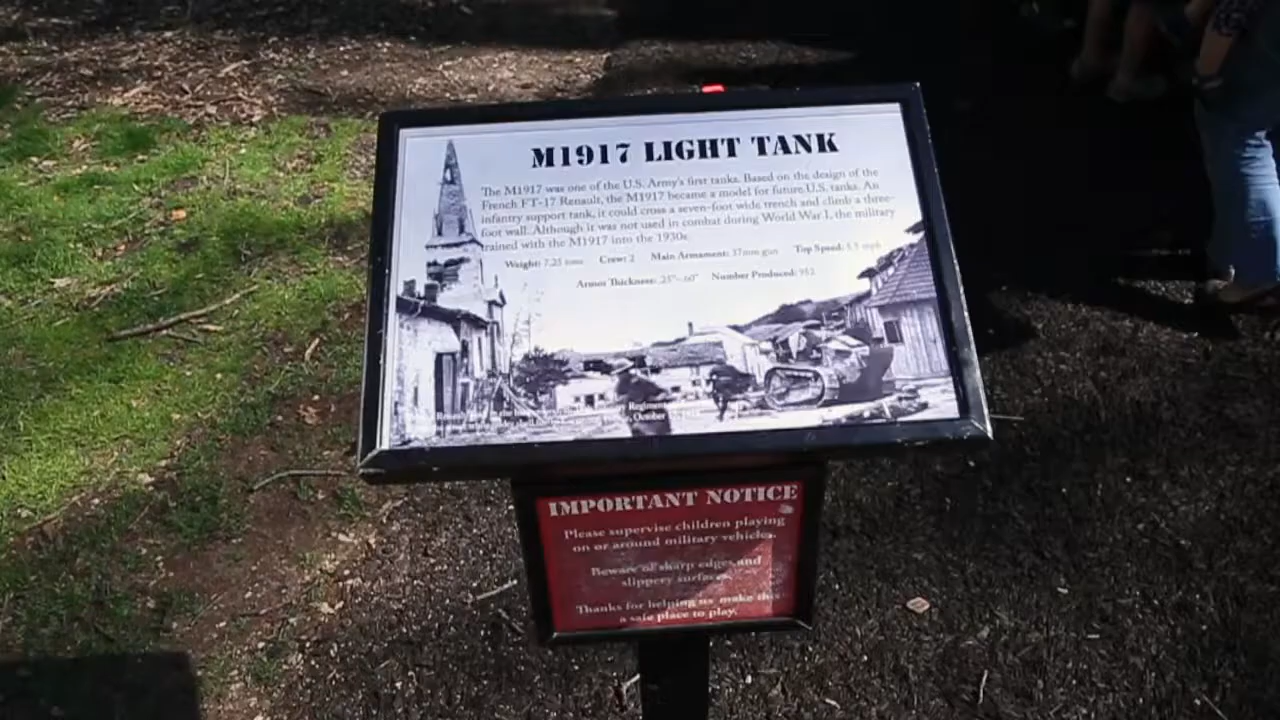 M1917 LIGHT TANK
The M1917 was one of the U.S. Army's first tanks. Based on the design of the
French FT-17 Renault, the M1917 became a model for future U.S. tanks. An
infantry support tank, it could cross a seven-foot wide trench and climb a three-
foot wall. Although it was not used in combat during World War I, the military
trained with the M1917 into the 1930s.
Weight: 7.25 tons Crew: 2 Main Armament: 37mm gun Top Speed: 5.5 mph
Armor Thickness: .25"-.60" Number Produced: 952
Regiment
October
IMPORTANT NOTICE
Please supervise children playing
on or around military vehicles.
Beware of sharp edges and
slippery surfaces.
Thanks for helping us make this
a safe place to play.